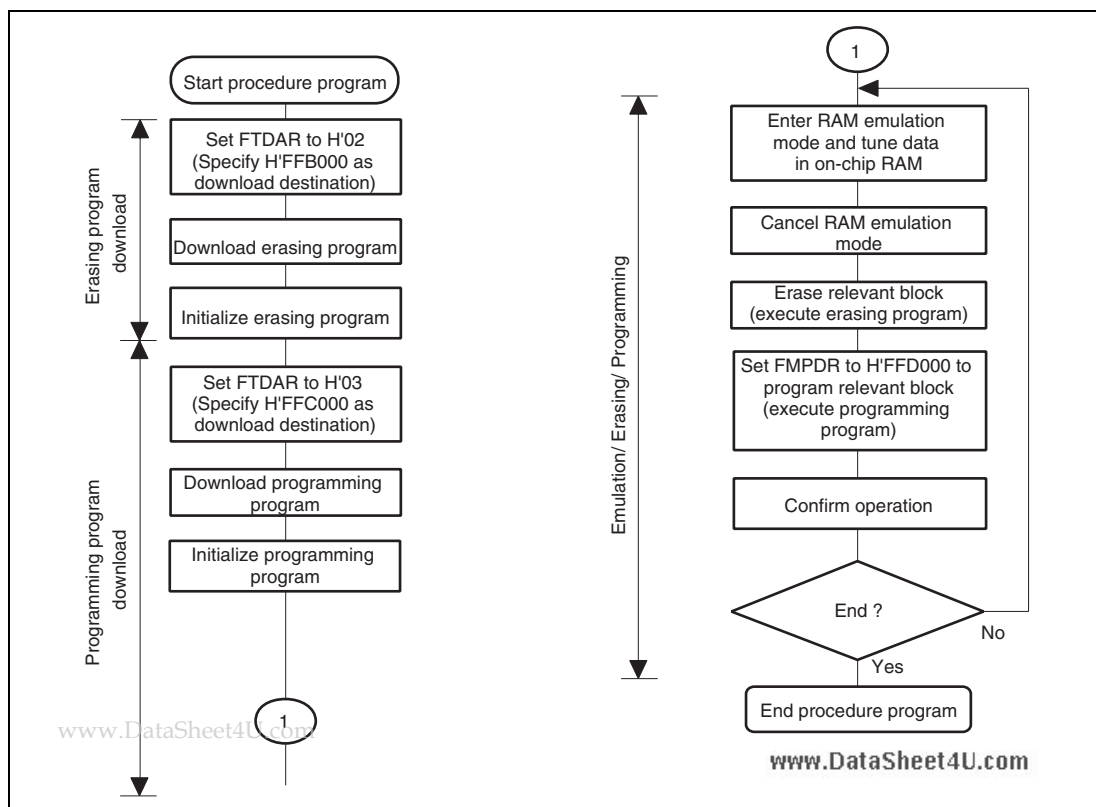 Start procedure program
Erasing program
download
Set FTDAR to H'02
(Specify H'FFB000 as
download destination)
Download erasing program
Initialize erasing program
Programming program
download
Set FTDAR to H'03
(Specify H'FFC000 as
download destination)
Download programming
program
Initialize programming
program
1
www.DataSheet4U.com
1
Emulation/ Erasing/ Programming
Enter RAM emulation
mode and tune data
in on-chip RAM
Cancel RAM emulation
mode
Erase relevant block
(execute erasing program)
Set FMPDR to H'FFD000 to
program relevant block
(execute programming
program)
Confirm operation
End ?
No
Yes
End procedure program
www.DataSheet4U.com